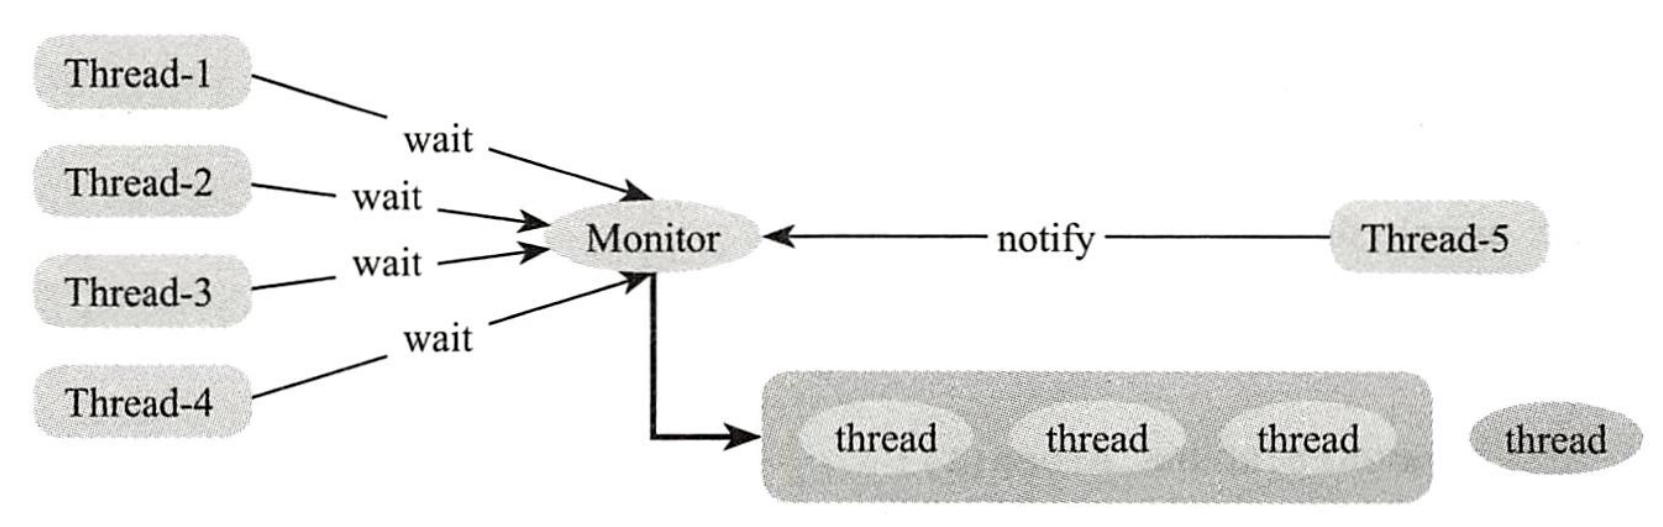 Thread-1
wait
Thread-2
wait
Thread-3
wait
Thread-4
wait
Monitor
notify
Thread-5
thread
thread
thread
thread